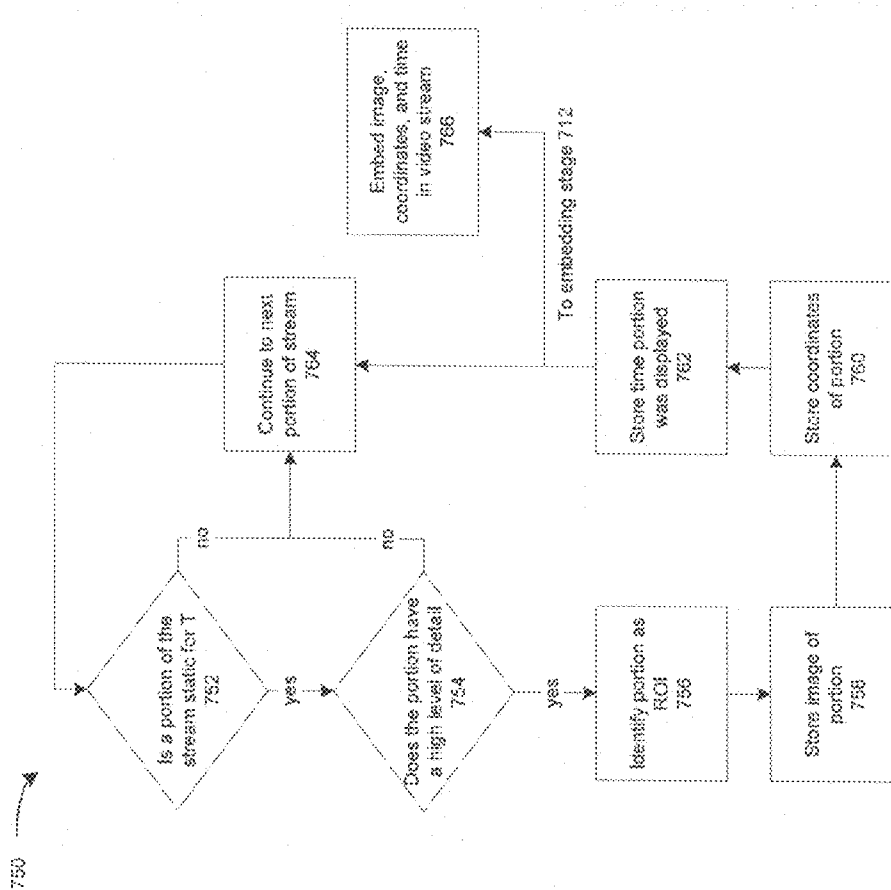 750
Is a portion of the
stream static for T
752
no
yes
Does the portion have
a high level of detail
754
no
yes
Identify portion as
ROI
756
Store image of
portion
758
Store coordinates
of portion
760
Store time portion
was displayed
762
Continue to next
portion of stream
764
To embedding stage 712
Embed image,
coordinates, and time
in video stream
766